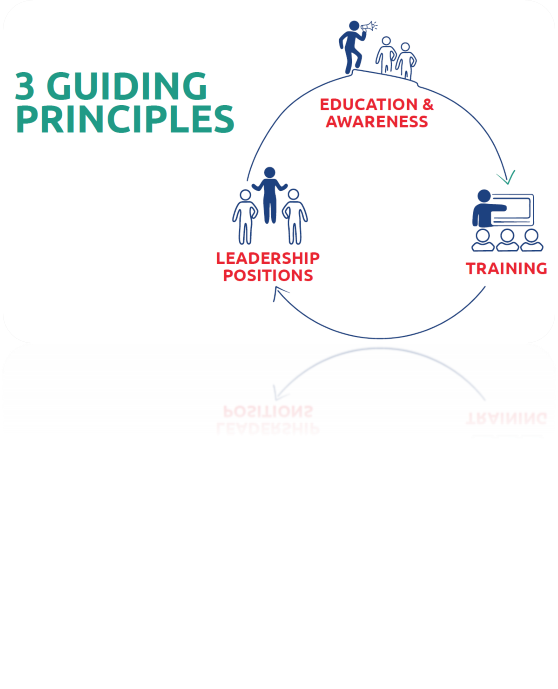 3 GUIDING
PRINCIPLES
EDUCATION &
AWARENESS
LEADERSHIP
POSITIONS
TRAINING